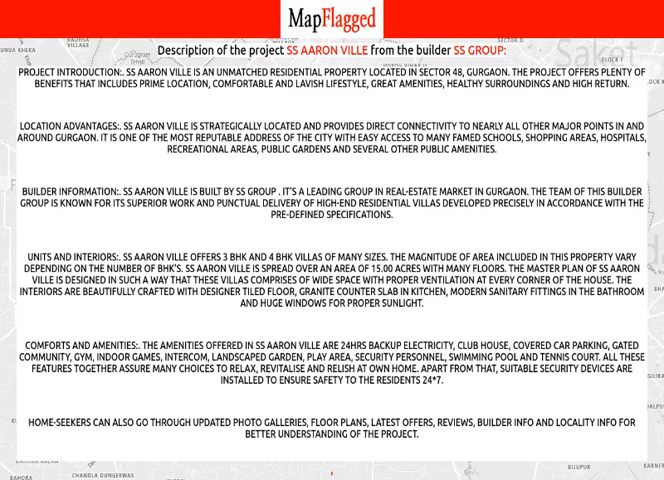 MapFlagged
Description of the project SS AARON VILLE from the builder SS GROUP:
PROJECT INTRODUCTION:. SS AARON VILLE IS AN UNMATCHED RESIDENTIAL PROPERTY LOCATED IN SECTOR 48, GURGAON. THE PROJECT OFFERS PLENTY OF
BENEFITS THAT INCLUDES PRIME LOCATION, COMFORTABLE AND LAVISH LIFESTYLE, GREAT AMENITIES, HEALTHY SURROUNDINGS AND HIGH RETURN.
LOCATION ADVANTAGES:. SS AARON VILLE IS STRATEGICALLY LOCATED AND PROVIDES DIRECT CONNECTIVITY TO NEARLY ALL OTHER MAJOR POINTS IN AND
AROUND GURGAON. IT IS ONE OF THE MOST REPUTABLE ADDRESS OF THE CITY WITH EASY ACCESS TO MANY FAMED SCHOOLS, SHOPPING AREAS, HOSPITALS,
RECREATIONAL AREAS, PUBLIC GARDENS AND SEVERAL OTHER PUBLIC AMENITIES.
BUILDER INFORMATION:. SS AARON VILLE IS BUILT BY SS GROUP . IT'S A LEADING GROUP IN REAL-ESTATE MARKET IN GURGAON. THE TEAM OF THIS BUILDER
GROUP IS KNOWN FOR ITS SUPERIOR WORK AND PUNCTUAL DELIVERY OF HIGH-END RESIDENTIAL VILLAS DEVELOPED PRECISELY IN ACCORDANCE WITH THE
PRE-DEFINED SPECIFICATIONS.
UNITS AND INTERIORS:. SS AARON VILLE OFFERS 3 BHK AND 4 BHK VILLAS OF MANY SIZES. THE MAGNITUDE OF AREA INCLUDED IN THIS PROPERTY VARY
DEPENDING ON THE NUMBER OF BHK'S. SS AARON VILLE IS SPREAD OVER AN AREA OF 15.00 ACRES WITH MANY FLOORS. THE MASTER PLAN OF SS AARON
VILLE IS DESIGNED IN SUCH A WAY THAT THESE VILLAS COMPRISES OF WIDE SPACE WITH PROPER VENTILATION AT EVERY CORNER OF THE HOUSE. THE
INTERIORS ARE BEAUTIFULLY CRAFTED WITH DESIGNER TILED FLOOR, GRANITE COUNTER SLAB IN KITCHEN, MODERN SANITARY FITTINGS IN THE BATHROOM
AND HUGE WINDOWS FOR PROPER SUNLIGHT.
COMFORTS AND AMENITIES:. THE AMENITIES OFFERED IN SS AARON VILLE ARE 24HRS BACKUP ELECTRICITY, CLUB HOUSE, COVERED CAR PARKING, GATED
COMMUNITY, GYM, INDOOR GAMES, INTERCOM, LANDSCAPED GARDEN, PLAY AREA, SECURITY PERSONNEL, SWIMMING POOL AND TENNIS COURT. ALL THESE
FEATURES TOGETHER ASSURE MANY CHOICES TO RELAX, REVITALISE AND RELISH AT OWN HOME. APART FROM THAT, SUITABLE SECURITY DEVICES ARE
INSTALLED TO ENSURE SAFETY TO THE RESIDENTS 24*7.
HOME-SEEKERS CAN ALSO GO THROUGH UPDATED PHOTO GALLERIES, FLOOR PLANS, LATEST OFFERS, REVIEWS, BUILDER INFO AND LOCALITY INFO FOR
BETTER UNDERSTANDING OF THE PROJECT.
Saket
CHANDLA DUNGERWAS
BIJUPUR